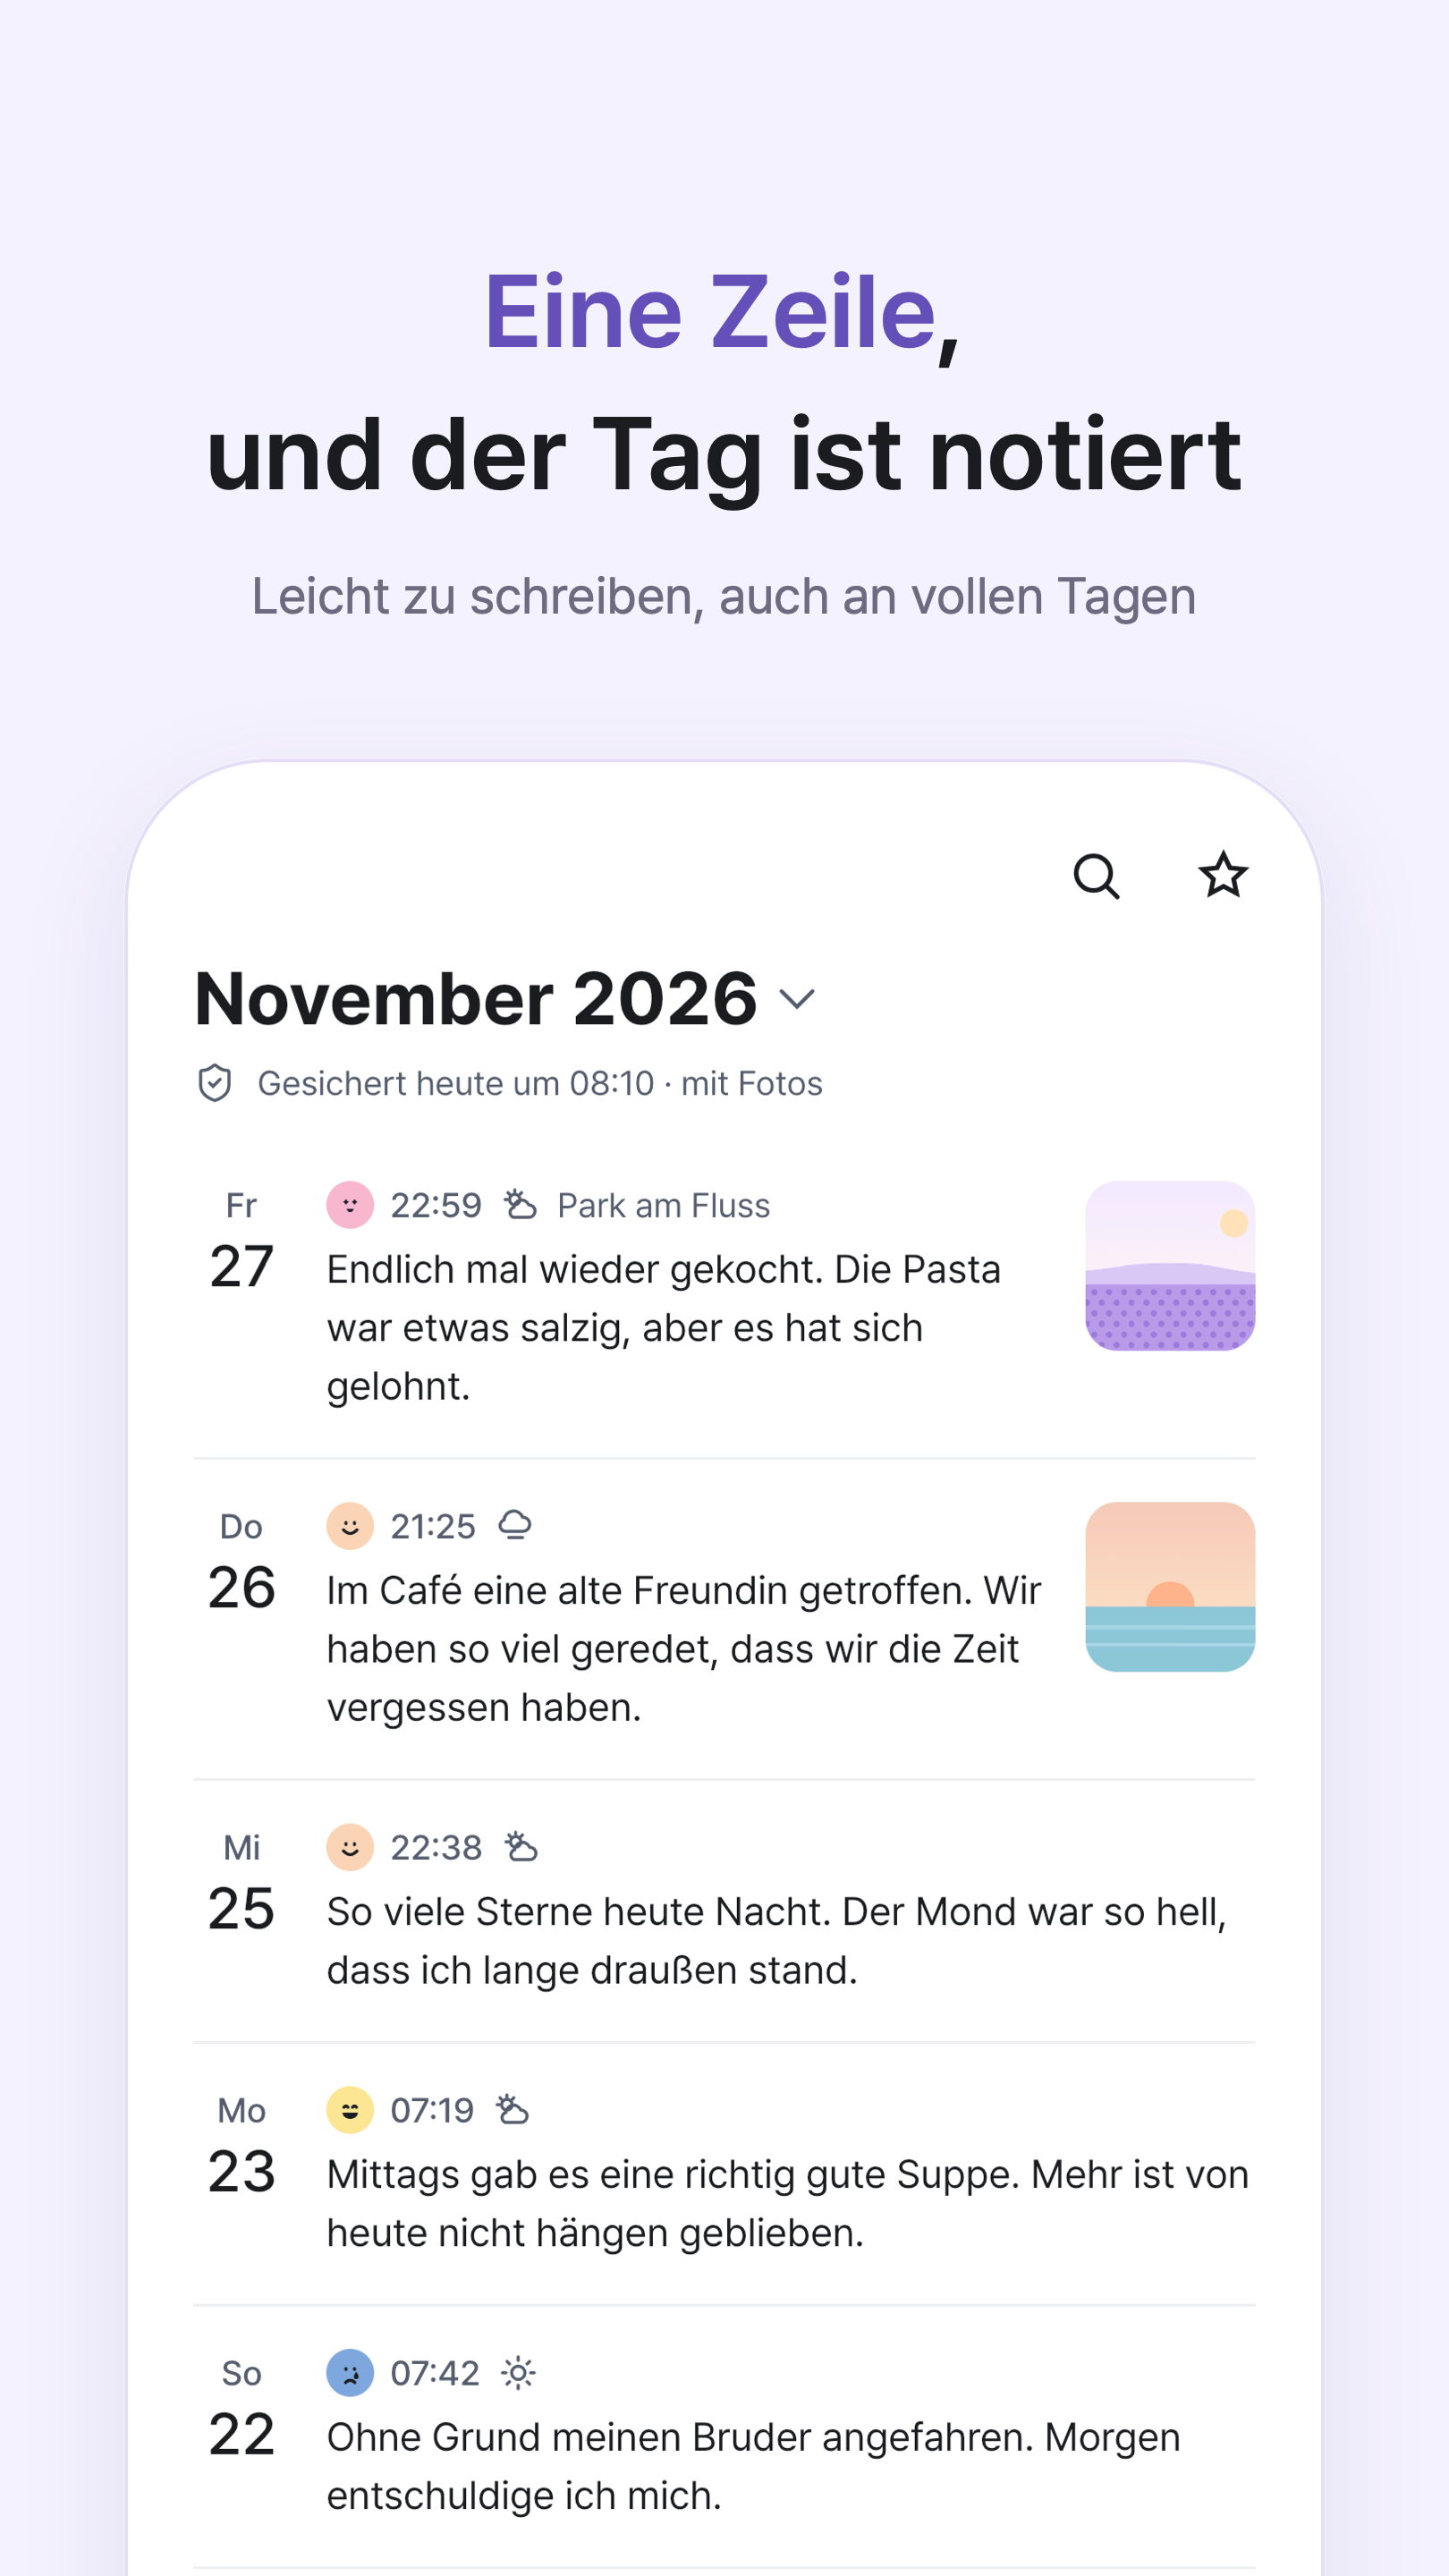 Eine Zeile,
und der Tag ist notiert
Leicht zu schreiben, auch an vollen Tagen
November 2026
Gesichert heute um 08:10 · mit Fotos
Fr
27
22:59 Park am Fluss
Endlich mal wieder gekocht. Die Pasta
war etwas salzig, aber es hat sich
gelohnt.
Do
26
21:25
Im Café eine alte Freundin getroffen. Wir
haben so viel geredet, dass wir die Zeit
vergessen haben.
Mi
25
22:38
So viele Sterne heute Nacht. Der Mond war so hell,
dass ich lange draußen stand.
Mo
23
07:19
Mittags gab es eine richtig gute Suppe. Mehr ist von
heute nicht hängen geblieben.
So
22
07:42
Ohne Grund meinen Bruder angefahren. Morgen
entschuldige ich mich.